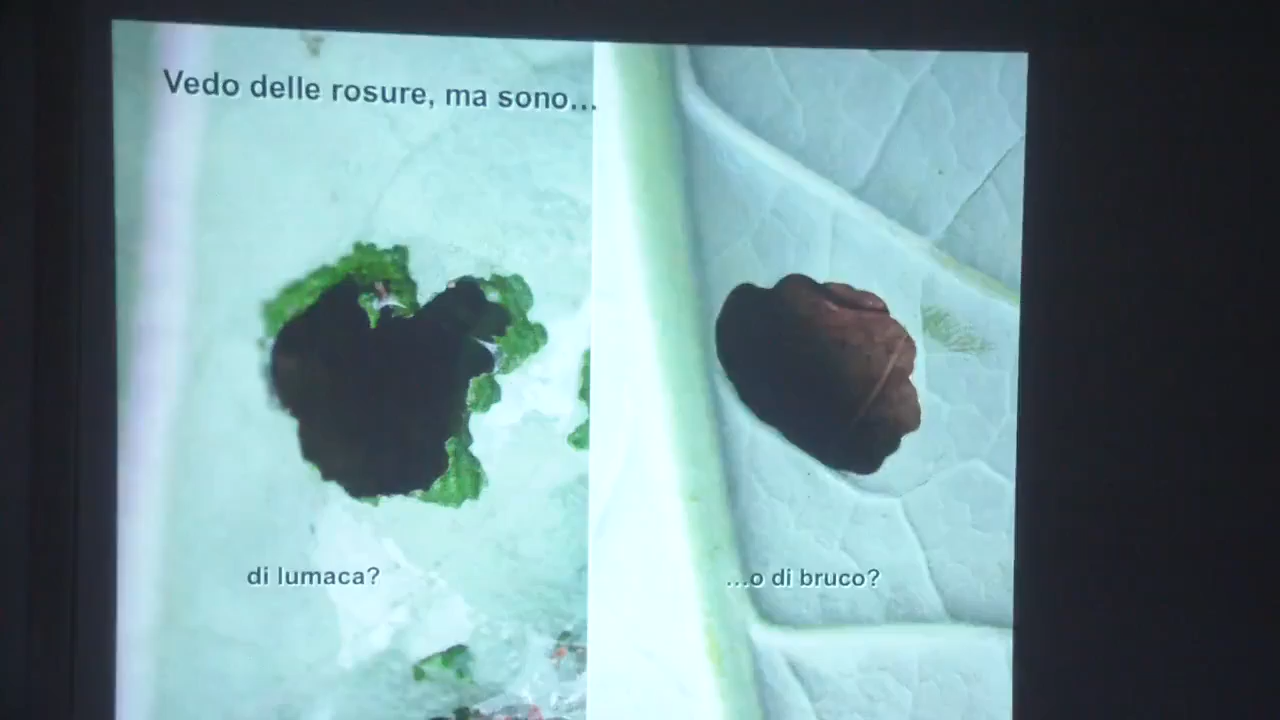 Vedo delle rosure, ma sono...
di lumaca?
...o di bruco?